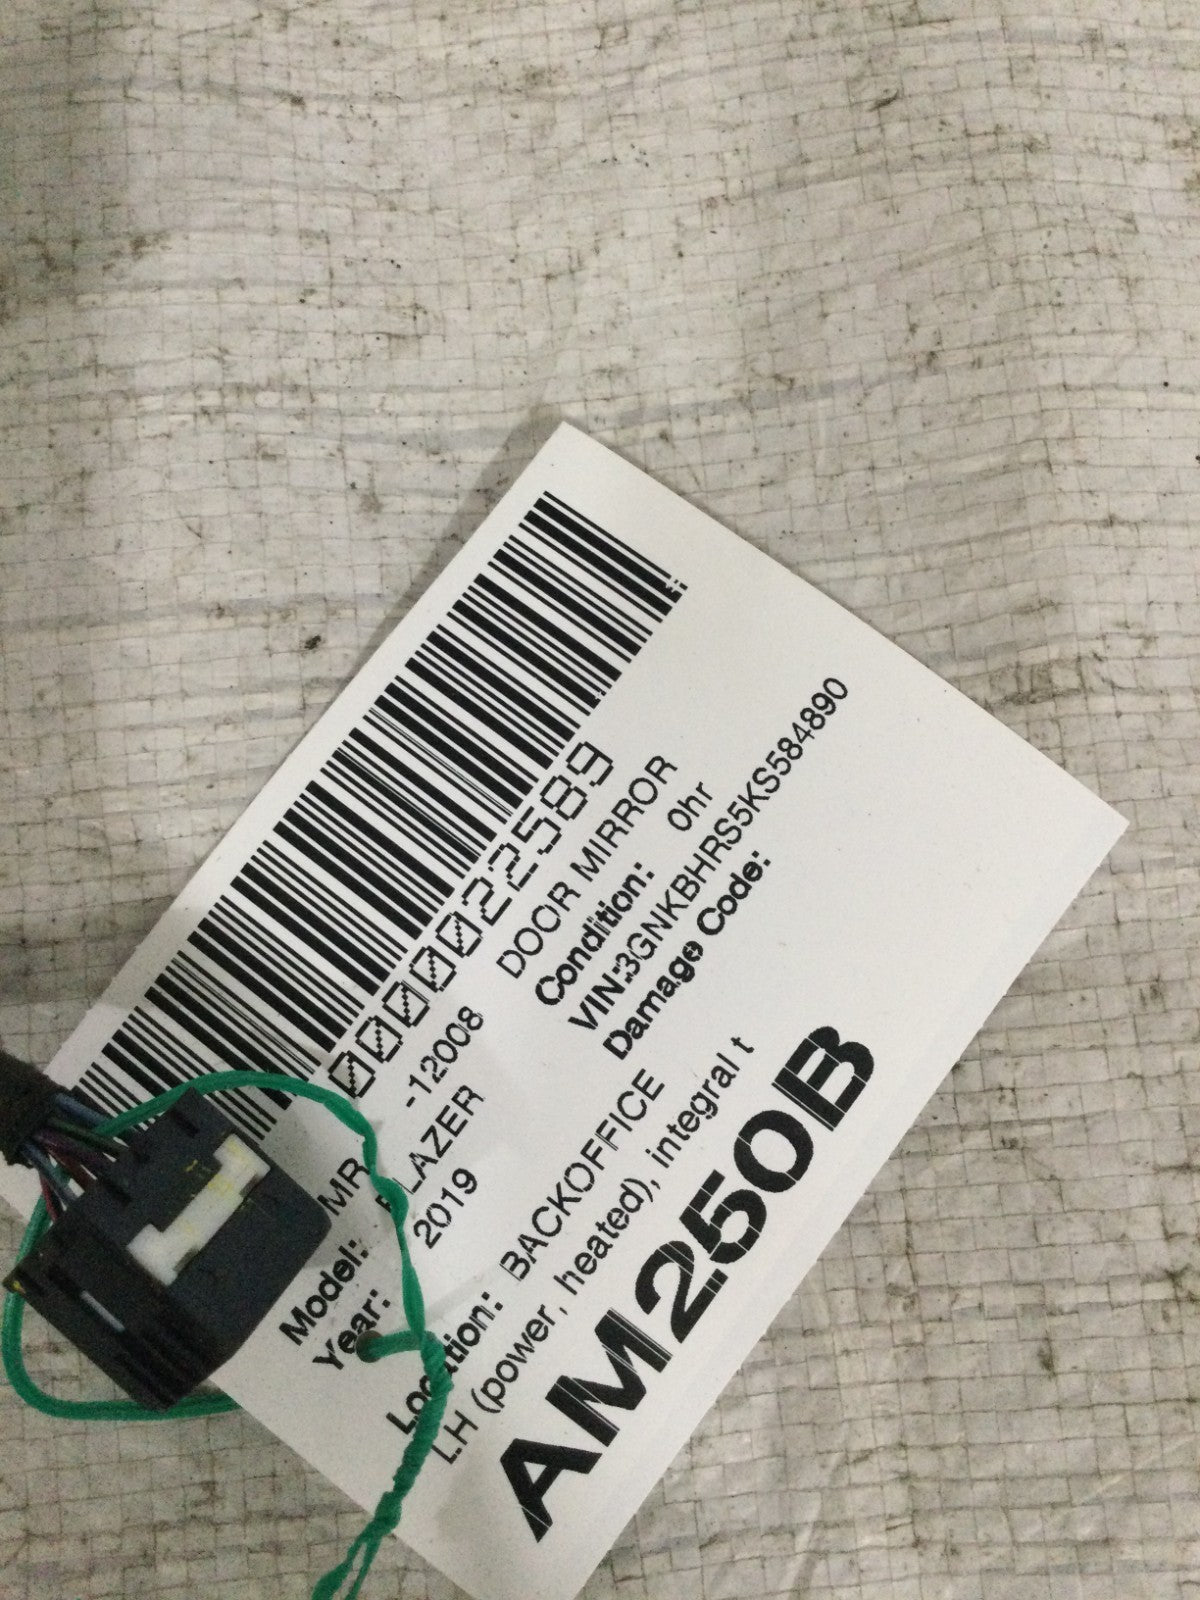 0000022589
MR -12008 DOOR MIRROR
Model: BLAZER Condition: 0hr
Year: 2019 VIN:3GNKBHRS5KS584890
Damage Code:
Location: BACKOFFICE
LH (power, heated), integral t
AM250B